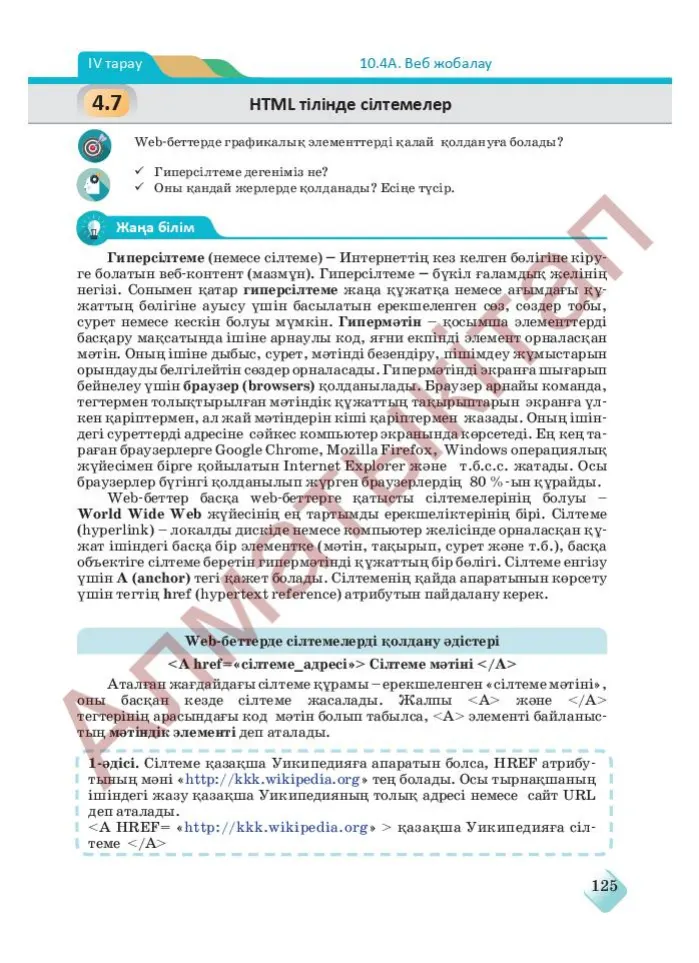 IV тарау
10.4А. Веб жобалау
4.7
HTML тілінде сілтемелер
Web-беттерде графикалық элементтерді қалай қолдануға болады?
✓ Гиперсілтеме дегеніміз не?
✓ Оны қандай жерлерде қолданады? Есіңе түсір.
Жаңа білім
Гиперсілтеме (немесе сілтеме) – Интернеттің кез келген бөлігіне кіру-
ге болатын веб-контент (мазмұн). Гиперсілтеме – бүкіл ғаламдық желінің
негізі. Сонымен қатар гиперсілтеме жаңа құжатқа немесе ағымдағы құ-
жаттың бөлігіне ауысу үшін басылатын ерекшеленген сөз, сөздер тобы,
сурет немесе кескін болуы мүмкін. Гипермәтін – қосымша элементтерді
басқару мақсатында ішіне арнаулы код, яғни екпінді элемент орналасқан
мәтін. Оның ішіне дыбыс, сурет, мәтінді безендіру, пішімдеу жұмыстарын
орындауды белгілейтін сөздер орналасады. Гипермәтінді экранға шығарып
бейнелеу үшін браузер (browsers) қолданылады. Браузер арнайы команда,
тегтермен толықтырылған мәтіндік құжаттың тақырыптарын экранға үл-
кен қаріптермен, ал жай мәтіндерін кіші қаріптермен жазады. Оның ішін-
дегі суреттерді адресіне сәйкес компьютер экранында көрсетеді. Ең кең та-
раған браузерлерге Google Chrome, Mozilla Firefox, Windows операциялық
жүйесімен бірге қойылатын Internet Explorer және т.б.с.с. жатады. Осы
браузерлер бүгінгі қолданылып жүрген браузерлердің 80 %-ын құрайды.
Web-беттер басқа web-беттерге қатысты сілтемелерінің болуы –
World Wide Web жүйесінің ең тартымды ерекшеліктерінің бірі. Сілтеме
(hyperlink) – локалды дискіде немесе компьютер желісінде орналасқан құ-
жат ішіндегі басқа бір элементке (мәтін, тақырып, сурет және т.б.), басқа
объектіге сілтеме беретін гипермәтінді құжаттың бір бөлігі. Сілтеме енгізу
үшін A (anchor) тегі қажет болады. Сілтеменің қайда апаратынын көрсету
үшін тегтің href (hypertext reference) атрибутын пайдалану керек.
Web-беттерде сілтемелерді қолдану әдістері
<A href=«сілтеме_адресі»> Сілтеме мәтіні </A>
Аталған жағдайдағы сілтеме құрамы – ерекшеленген «сілтеме мәтіні»,
оны басқан кезде сілтеме жасалады. Жалпы <A> және </A>
тегтерінің арасындағы код мәтін болып табылса, <A> элементі байланыс-
тың мәтіндік элементі деп аталады.
1-әдісі. Сілтеме қазақша Уикипедияға апаратын болса, HREF атрибу-
тының мәні «http://kkk.wikipedia.org» тең болады. Осы тырнақшаның
ішіндегі жазу қазақша Уикипедияның толық адресі немесе сайт URL
деп аталады.
<A HREF= «http://kkk.wikipedia.org» > қазақша Уикипедияға сіл-
теме </A>
125
Алматыкітап